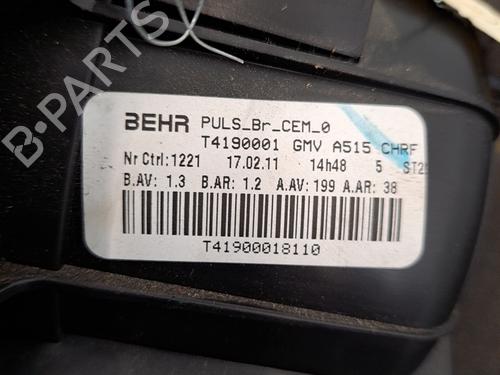 BEHR PULS_Br_CEM_0
T4190001 GMV A515 CHRF
Nr Ctrl:1221 17.02.11 14h48 5
B.AV: 1.3 B.AR: 1.2 A.AV: 199 A.AR: 38
T41900018110
B-PARTS